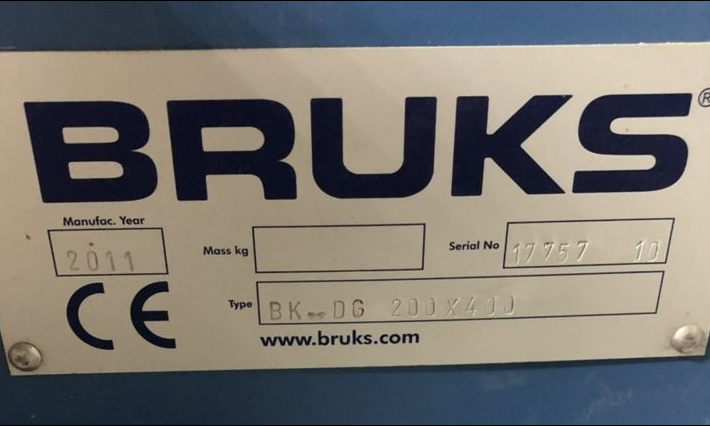 BRUKS®
Manufac. Year
2011
Mass kg
Serial No 17757 10
CE
Type BK-DG 200X400
www.bruks.com